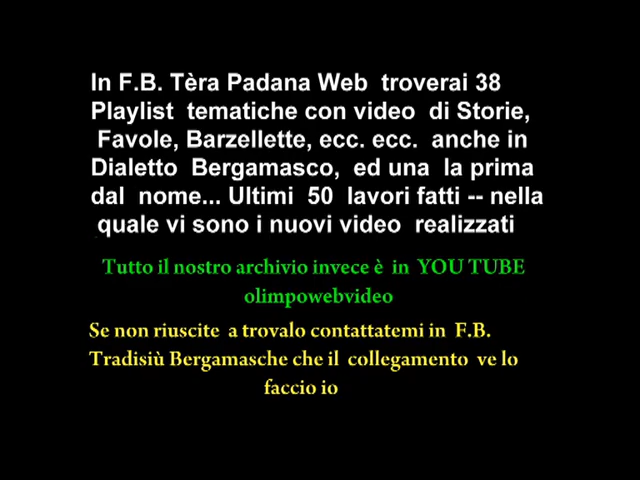 In F.B. Tèra Padana Web troverai 38
Playlist tematiche con video di Storie,
Favole, Barzellette, ecc. ecc. anche in
Dialetto Bergamasco, ed una la prima
dal nome... Ultimi 50 lavori fatti -- nella
quale vi sono i nuovi video realizzati
Tutto il nostro archivio invece è in YOU TUBE
olimpowebvideo
Se non riuscite a trovalo contattatemi in F.B.
Tradisiù Bergamasche che il collegamento ve lo
faccio io